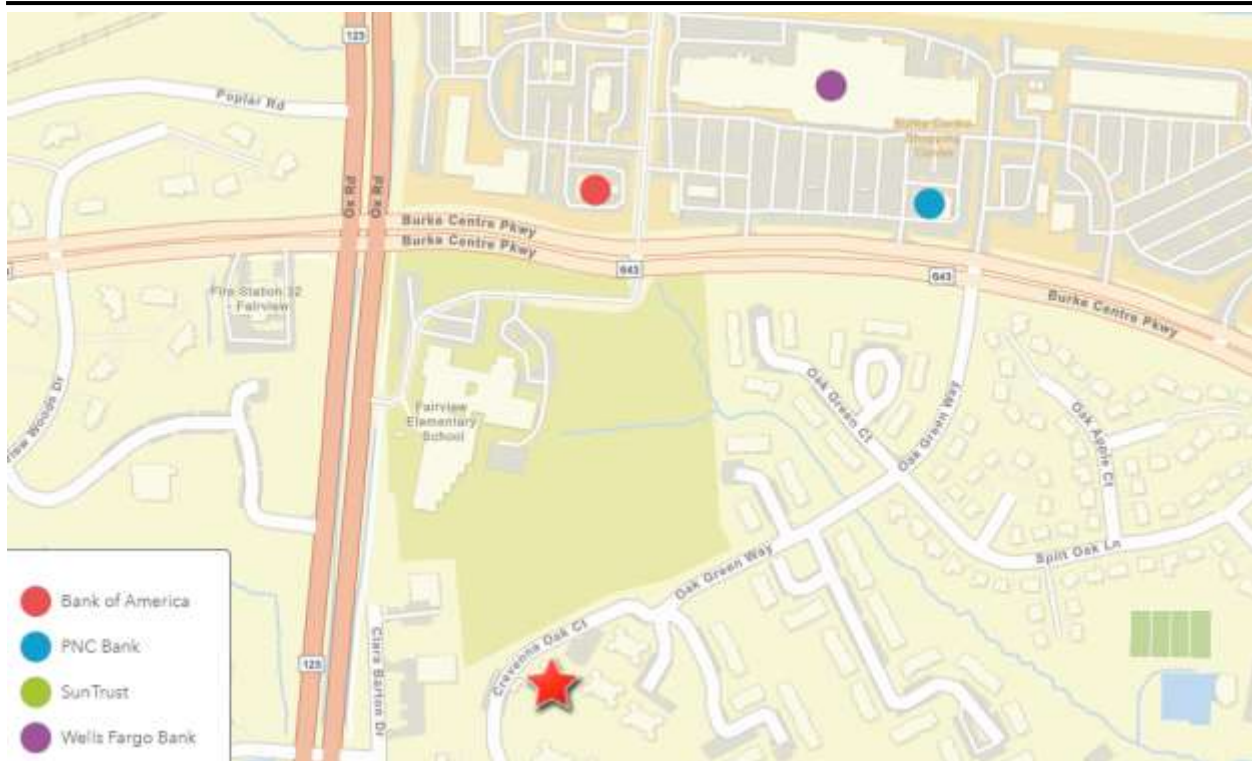 123
Poplar Rd
Ox Rd
Ox Rd
Burke Centre Pkwy
Burke Centre Pkwy
643
643
Burke Centre Pkwy
Fire Station 32
- Fairview
Fairview
Elementary
School
Oak Green Ct
Oak Green Way
Oak Apple Ct
Split Oak Ln
Oak Green Way
Crevenna Oak Ct
Clara Barton Dr
123
Woods Dr
Bank of America
PNC Bank
SunTrust
Wells Fargo Bank